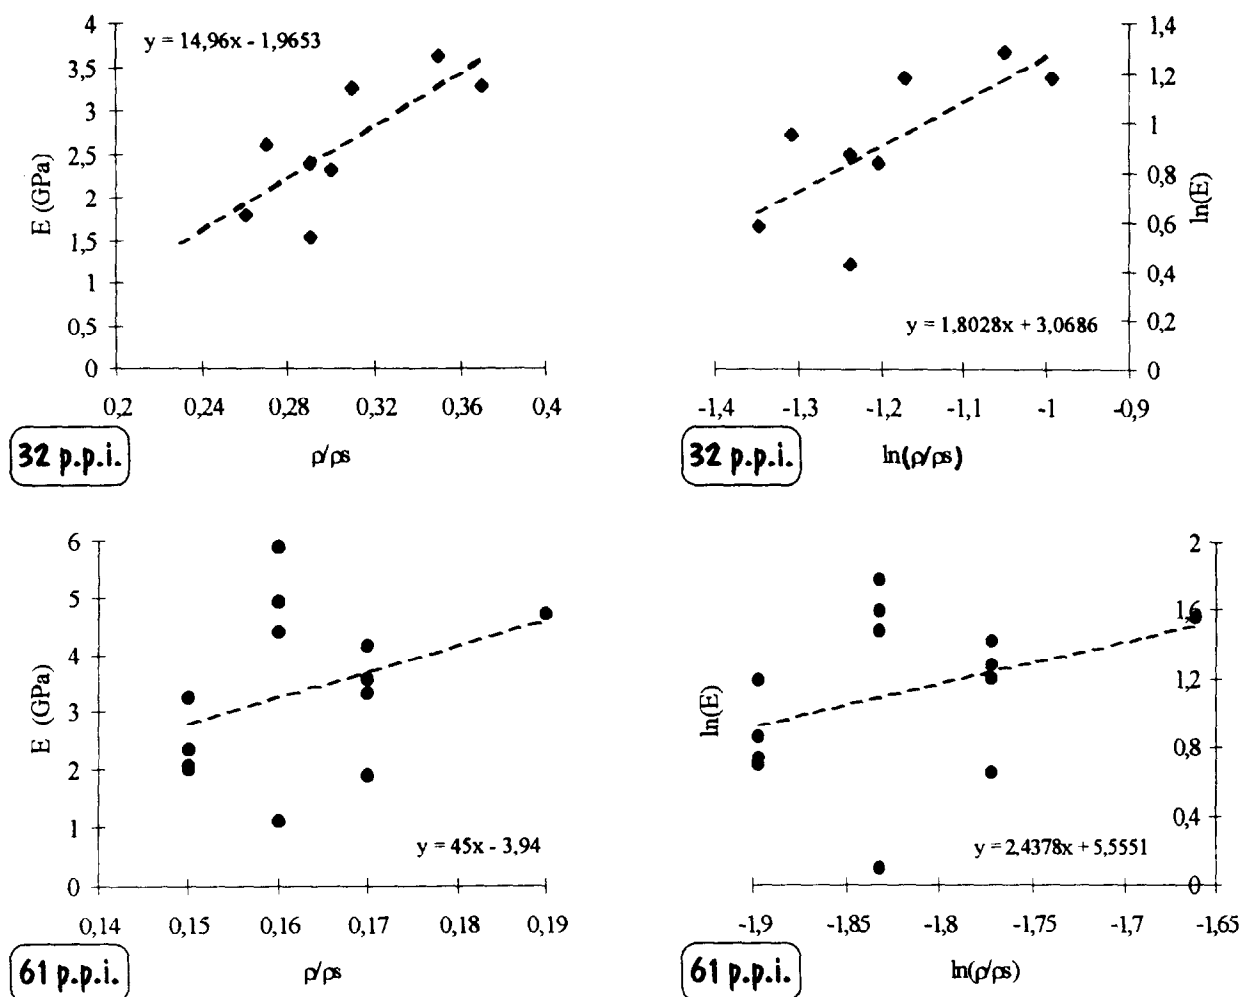 y = 14,96x - 1,9653
E (GPa)
4
3,5
3
2,5
2
1,5
1
0,5
0
0,2 0,24 0,28 0,32 0,36 0,4
ρ/ρs
32 p.p.i.
1,4
1,2
1
0,8
0,6
0,4
0,2
0
ln(E)
y = 1,8028x + 3,0686
-1,4 -1,3 -1,2 -1,1 -1 -0,9
ln(ρ/ρs)
32 p.p.i.
E (GPa)
6
5
4
3
2
1
0
y = 45x - 3,94
0,14 0,15 0,16 0,17 0,18 0,19
ρ/ρs
61 p.p.i.
ln(E)
2
1,6
1,2
0,8
0,4
0
y = 2,4378x + 5,5551
-1,9 -1,85 -1,8 -1,75 -1,7 -1,65
ln(ρ/ρs)
61 p.p.i.